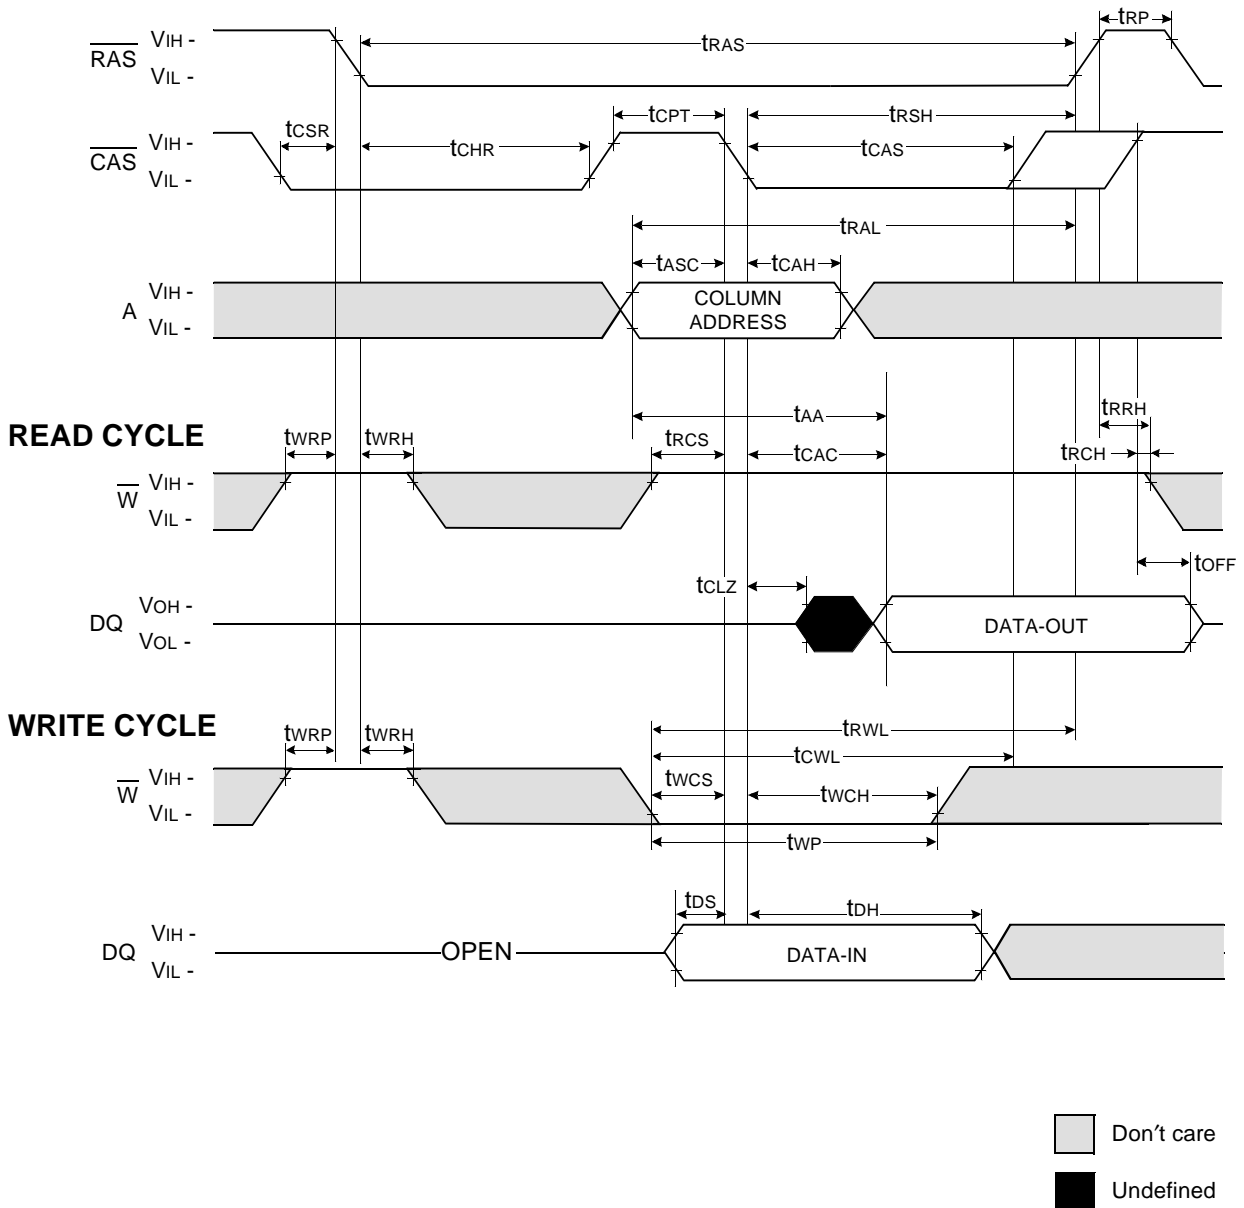 tRP
RAS VIH - tRAS
VIL -
tCPT tRSH
tCSR
CAS VIH - tCHR tCAS
VIL -
tRAL
tASC tCAH
A VIH - COLUMN
VIL - ADDRESS
tAA tRRH
READ CYCLE
tWRP tWRH tRCS tCAC tRCH
W VIH -
VIL -
tOFF
tCLZ
DQ VOH - DATA-OUT
VOL -
WRITE CYCLE
tRWL
tWRP tWRH tCWL
W VIH - tWCS tWCH
VIL -
tWP
tDS tDH
DQ VIH - OPEN DATA-IN
VIL -
Don't care
Undefined